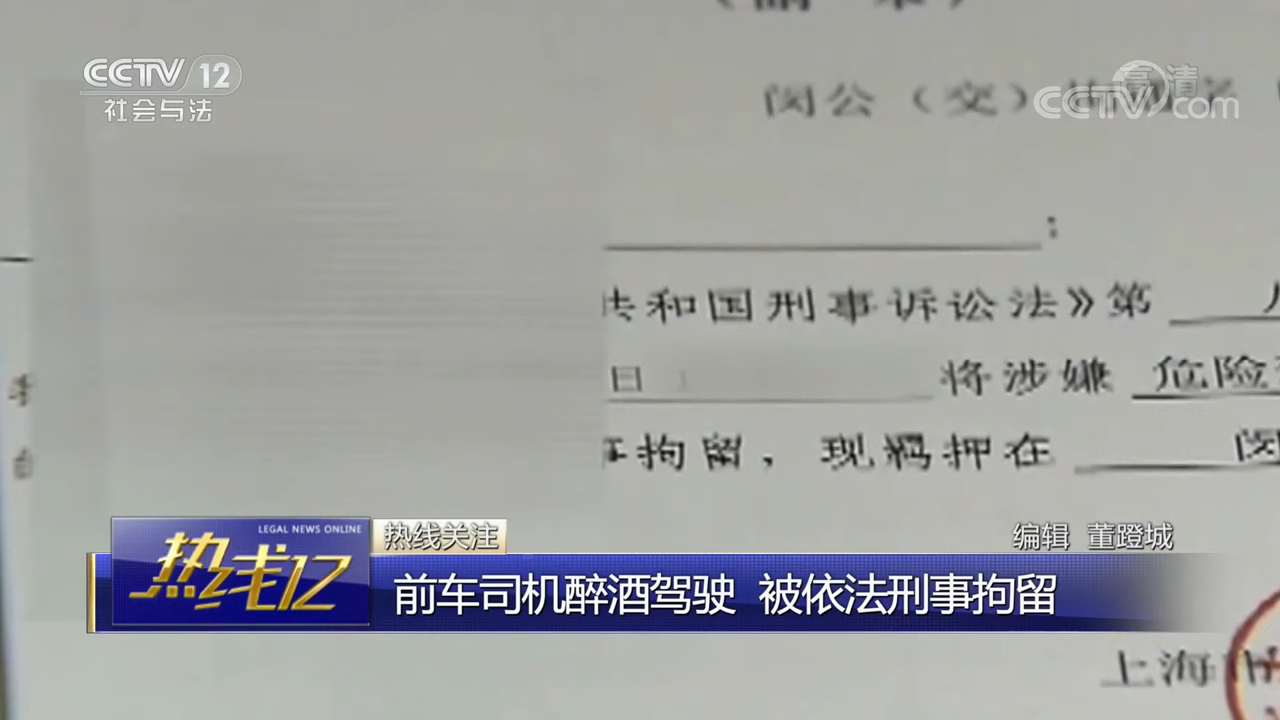 CCTV 12
社会与法
高清
CCTV.com
闵公（交）
：
共和国刑事诉讼法》第
日
将涉嫌 危险
拘留，现羁押在
LEGAL NEWS ONLINE
热线12
热线关注
编辑 董蹬城
前车司机醉酒驾驶 被依法刑事拘留
上海市